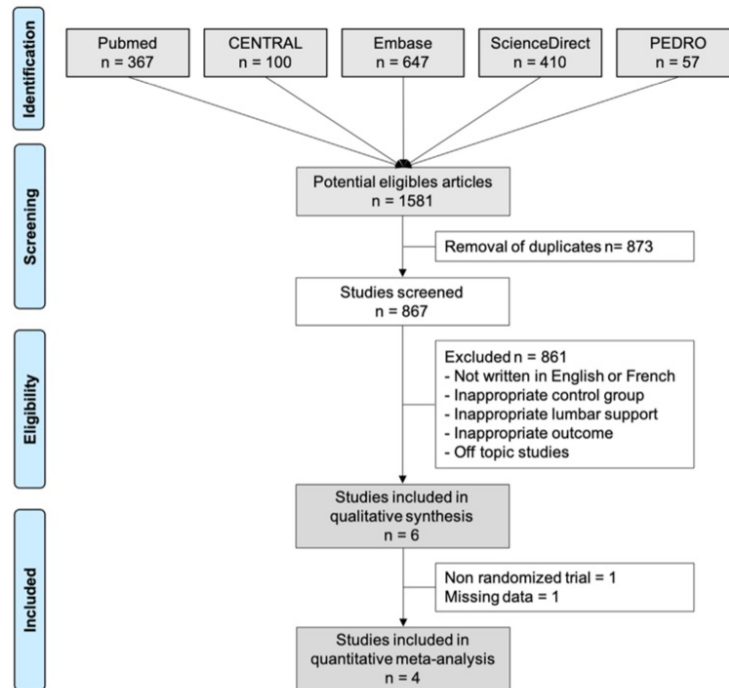 Identification
Pubmed
n = 367
CENTRAL
n = 100
Embase
n = 647
ScienceDirect
n = 410
PEDRO
n = 57
Screening
Potential eligibles articles
n = 1581
Removal of duplicates n= 873
Studies screened
n = 867
Eligibility
Excluded n = 861
- Not written in English or French
- Inappropriate control group
- Inappropriate lumbar support
- Inappropriate outcome
- Off topic studies
Studies included in
qualitative synthesis
n = 6
Included
Non randomized trial = 1
Missing data = 1
Studies included in
quantitative meta-analysis
n = 4